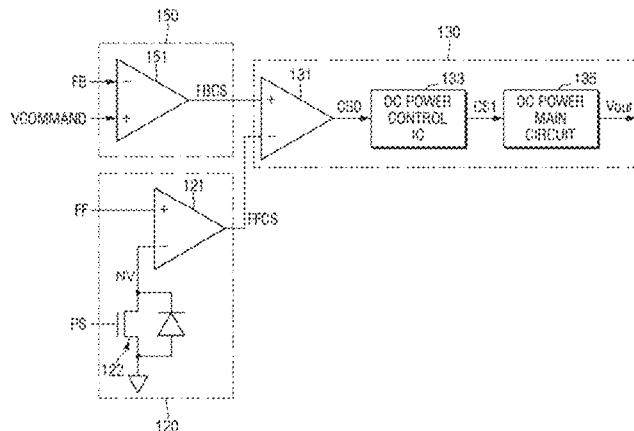 150
130
151
131
133
135
FB
VCOMMAND
FBCS
CS0
DC POWER
CONTROL
IC
CS1
DC POWER
MAIN
CIRCUIT
Vout
121
FF
FFCS
NV
PS
122
120